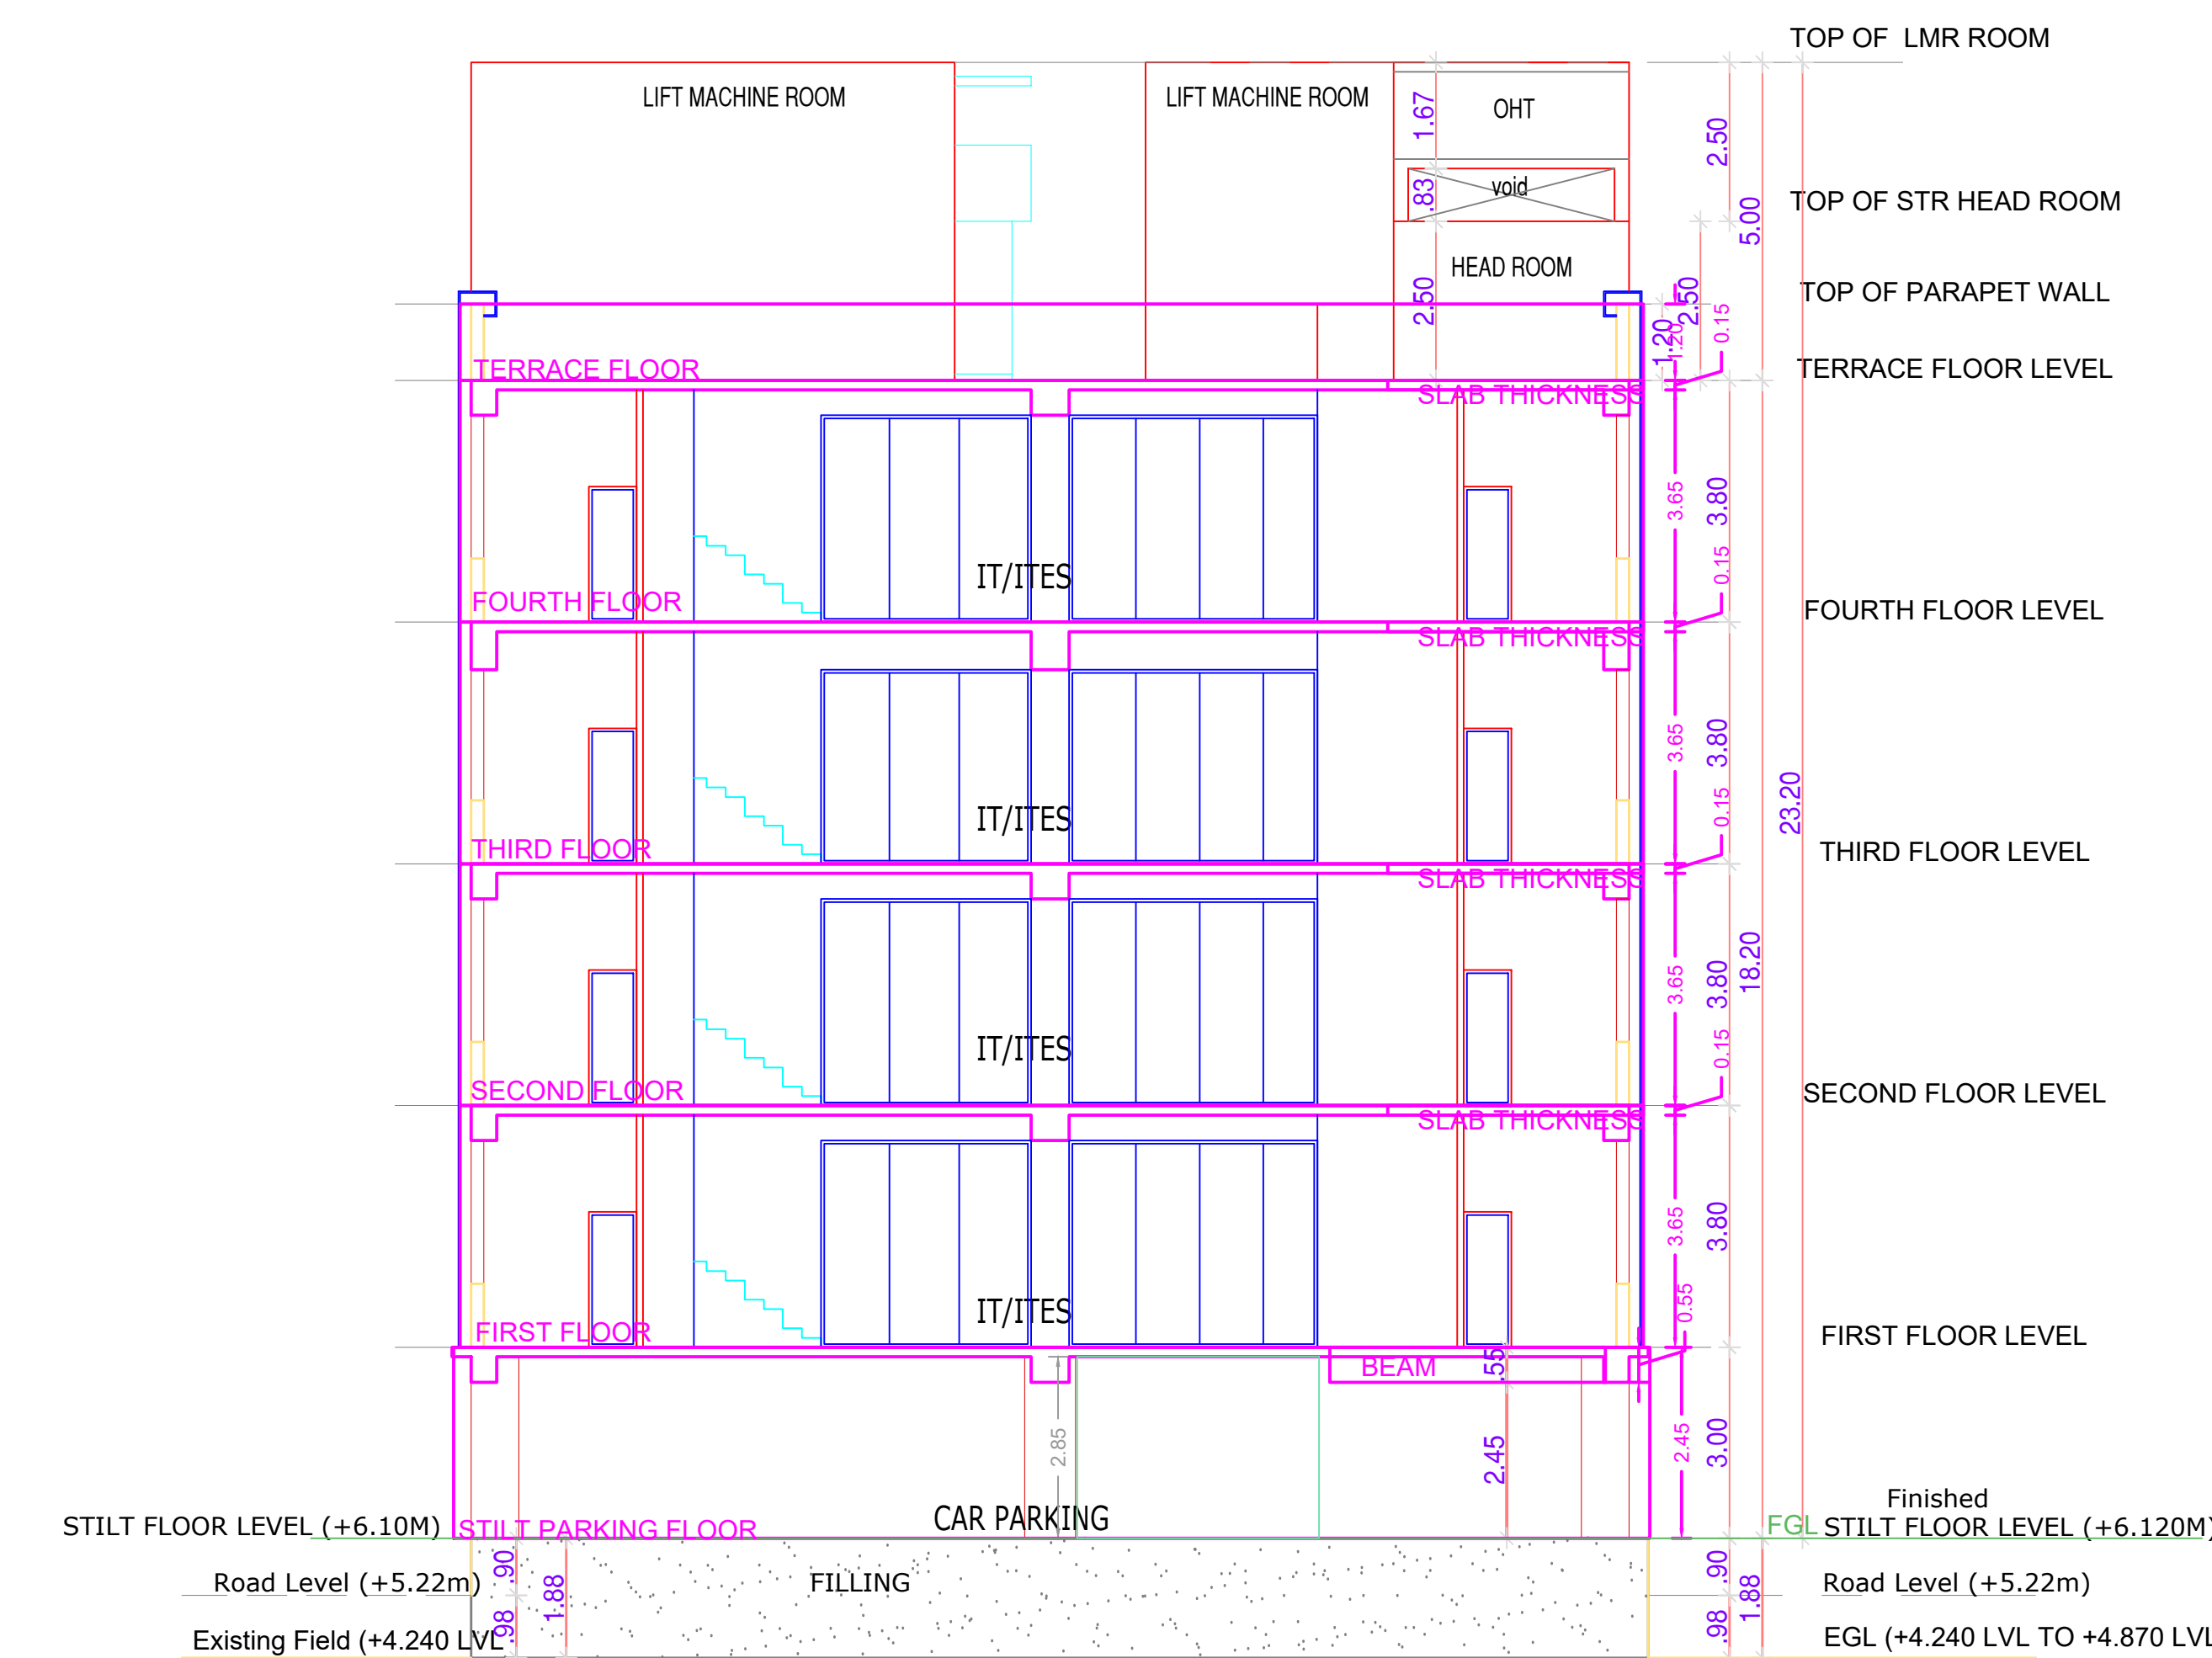 TOP OF LMR ROOM
LIFT MACHINE ROOM
LIFT MACHINE ROOM
OHT
1.67
2.50
void
.83
TOP OF STR HEAD ROOM
5.00
HEAD ROOM
2.50
2.50
TOP OF PARAPET WALL
1.20
1.20
0.15
TERRACE FLOOR
TERRACE FLOOR LEVEL
SLAB THICKNESS
3.65
3.80
IT/ITES
0.15
FOURTH FLOOR
FOURTH FLOOR LEVEL
SLAB THICKNESS
3.65
3.80
23.20
IT/ITES
0.15
THIRD FLOOR
THIRD FLOOR LEVEL
SLAB THICKNESS
3.65
3.80
18.20
IT/ITES
0.15
SECOND FLOOR
SECOND FLOOR LEVEL
SLAB THICKNESS
3.65
3.80
IT/ITES
0.55
FIRST FLOOR
FIRST FLOOR LEVEL
BEAM
.55
2.85
2.45
2.45
3.00
CAR PARKING
Finished
STILT FLOOR LEVEL (+6.10M)
STILT PARKING FLOOR
FGL
STILT FLOOR LEVEL (+6.120M)
.90
.90
Road Level (+5.22m)
1.88
FILLING
1.88
Road Level (+5.22m)
.98
.98
Existing Field (+4.240 LVL
EGL (+4.240 LVL TO +4.870 LVL